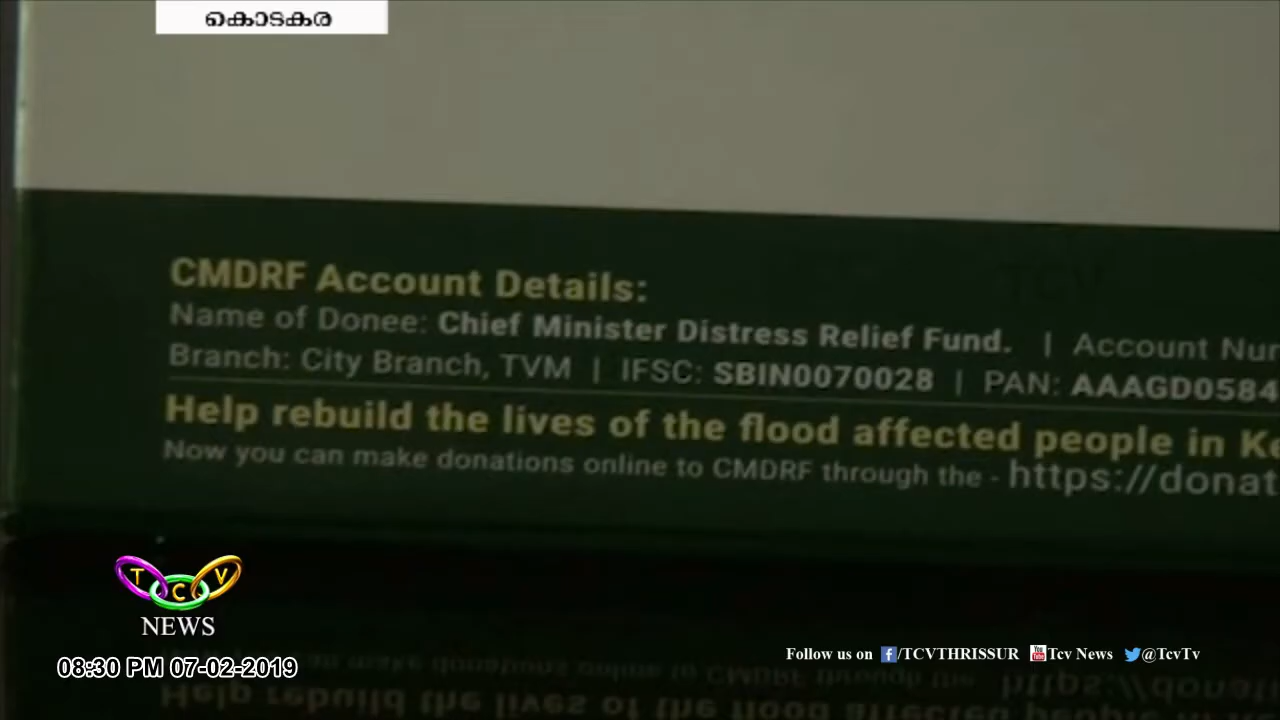 കൊടകര
CMDRF Account Details:
Name of Donee: Chief Minister Distress Relief Fund. | Account Nu
Branch: City Branch, TVM | IFSC: SBIN0070028 | PAN: AAAGD0584
Help rebuild the lives of the flood affected people in Ke
Now you can make donations online to CMDRF through the - https://donat
TCV
TCV
NEWS
08:30 PM 07-02-2019
Follow us on /TCVTHRISSUR Tcv News @TcvTv